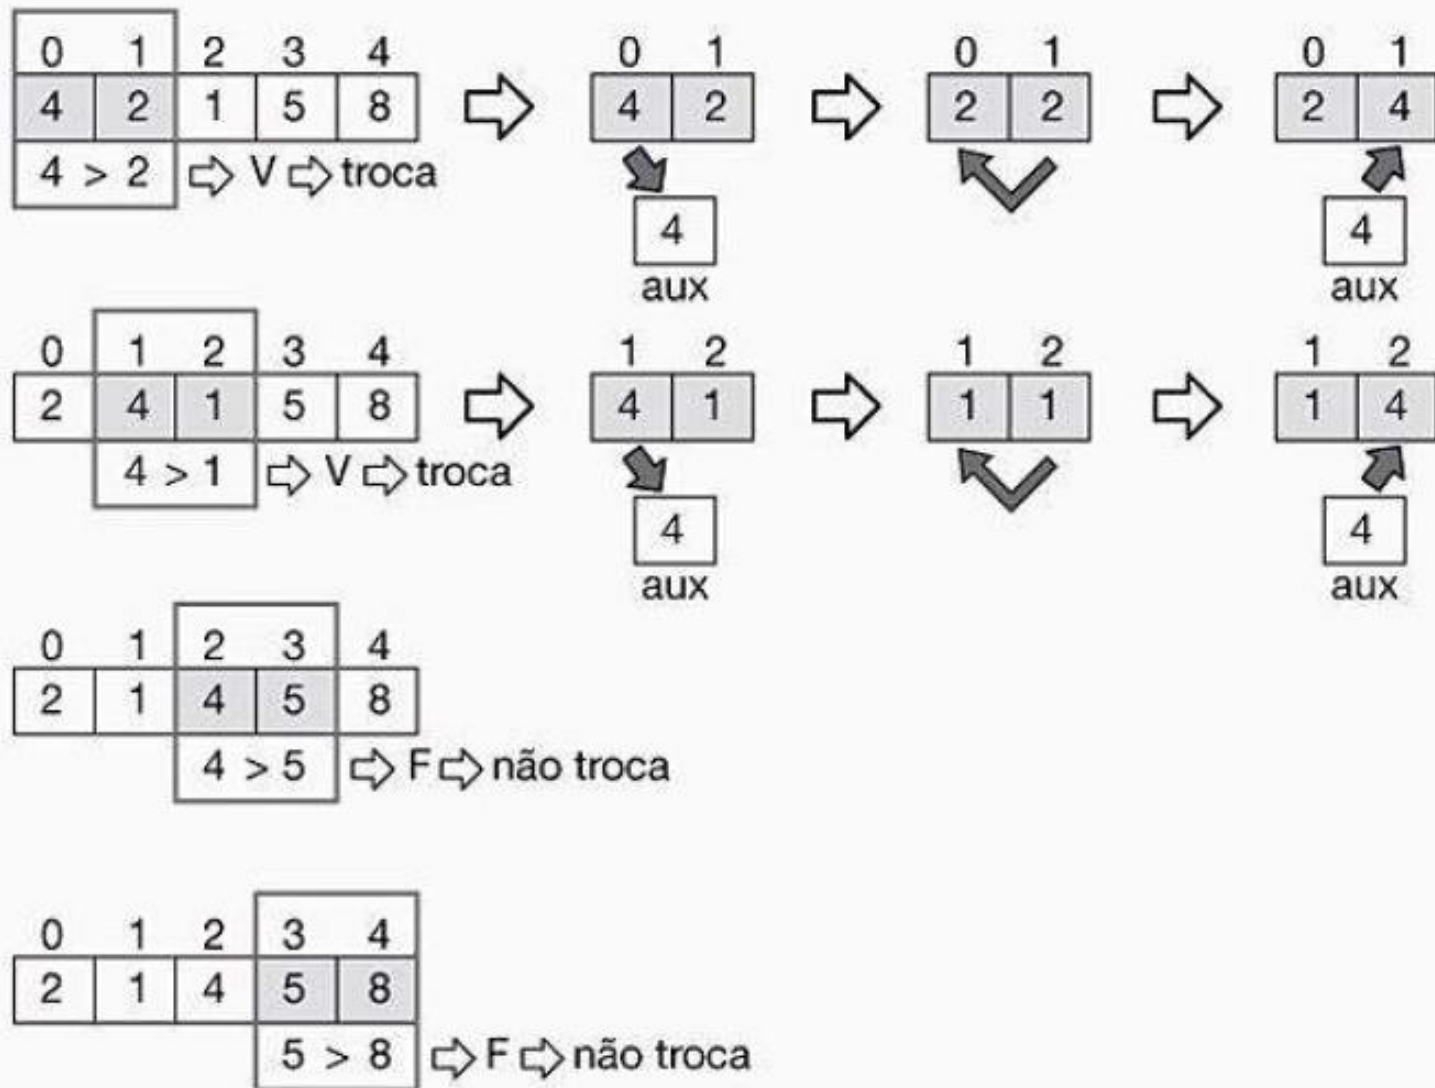 0 1 2 3 4 0 1 0 1 0 1
4 2 1 5 8 4 2 2 2 2 4
4 > 2 V troca
4 4
aux aux
0 1 2 3 4 1 2 1 2 1 2
2 4 1 5 8 4 1 1 1 1 4
4 > 1 V troca
4 4
aux aux
0 1 2 3 4
2 1 4 5 8
4 > 5 F não troca
0 1 2 3 4
2 1 4 5 8
5 > 8 F não troca